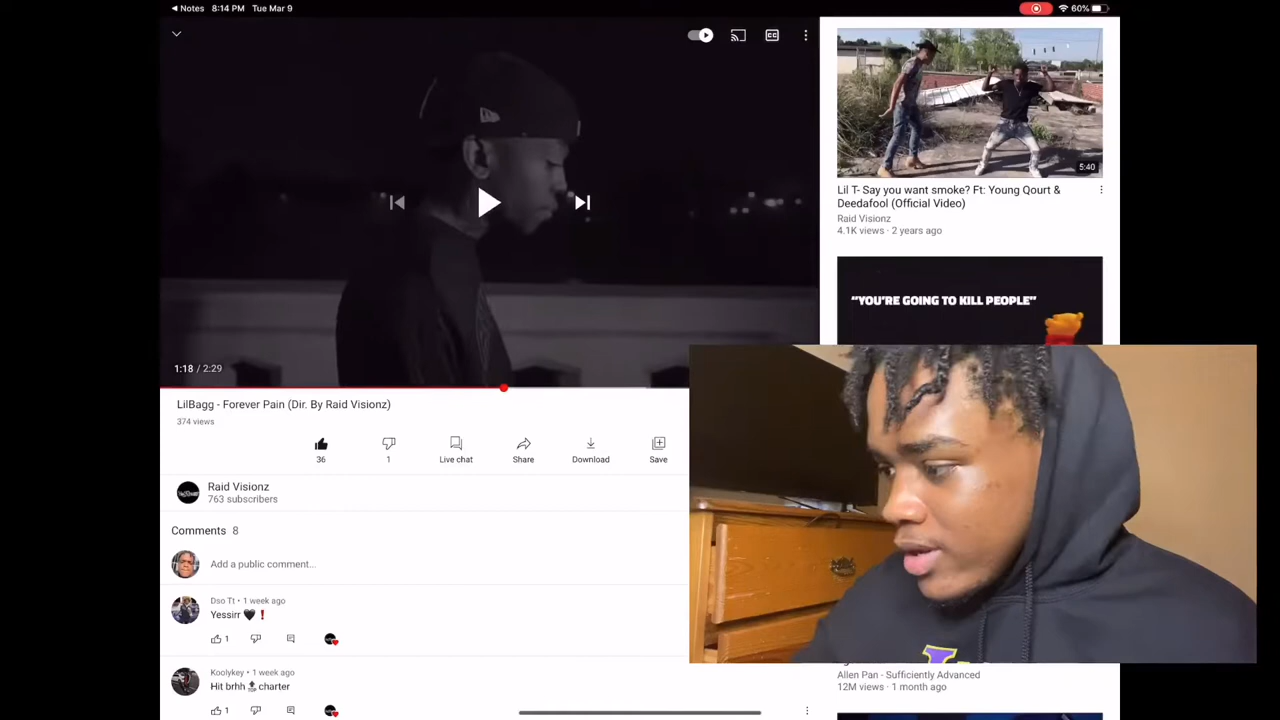 Notes 8:14 PM Tue Mar 9
60%
CC
1:18 / 2:29
LilBagg - Forever Pain (Dir. By Raid Visionz)
374 views
36
1
Live chat
Share
Download
Save
Raid Visionz
763 subscribers
Comments 8
Add a public comment...
Dso Tt • 1 week ago
Yessirr 🖤❗
1
Koolykey • 1 week ago
Hit brhh 🔝charter
1
5:40
Lil T- Say you want smoke? Ft: Young Qourt &
Deedafool (Official Video)
Raid Visionz
4.1K views · 2 years ago
"YOU'RE GOING TO KILL PEOPLE"
Allen Pan - Sufficiently Advanced
12M views · 1 month ago